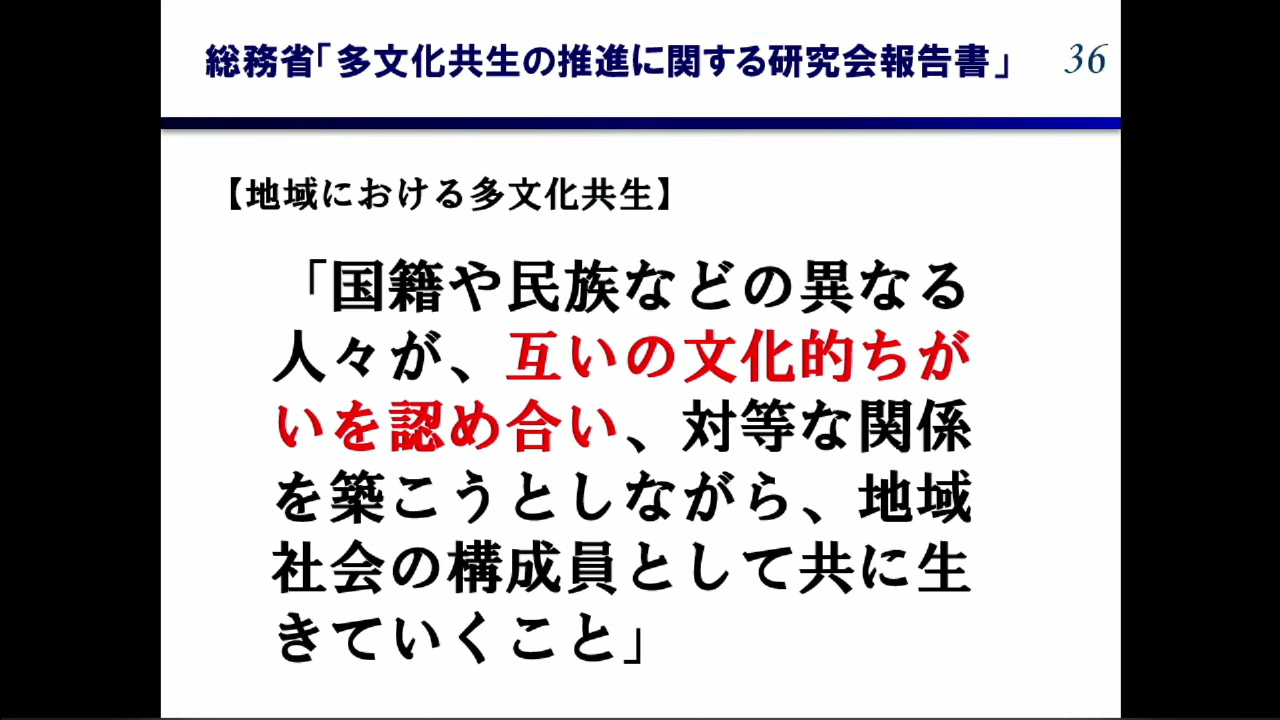 総務省「多文化共生の推進に関する研究会報告書」 36
【地域における多文化共生】
「国籍や民族などの異なる
人々が、互いの文化的ちが
いを認め合い、対等な関係
を築こうとしながら、地域
社会の構成員として共に生
きていくこと」